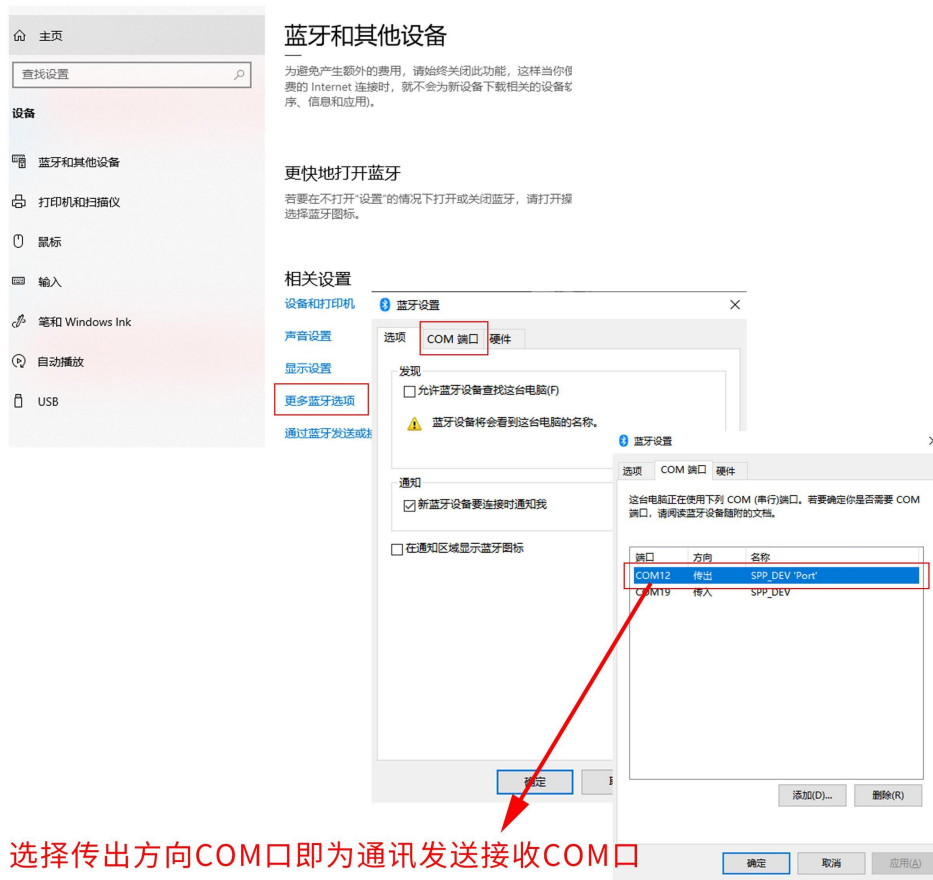 主页
查找设置
设备
蓝牙和其他设备
打印机和扫描仪
鼠标
输入
笔和 Windows Ink
自动播放
USB
蓝牙和其他设备
为避免产生额外的费用，请始终关闭此功能，这样当你
费的 Internet 连接时，就不会为新设备下载相关的设备
序、信息和应用)。
更快地打开蓝牙
若要在不打开“设置”的情况下打开或关闭蓝牙，请打开操
选择蓝牙图标。
相关设置
设备和打印机
声音设置
显示设置
更多蓝牙选项
通过蓝牙发送或
蓝牙设置
选项 COM 端口 硬件
发现
允许蓝牙设备查找这台电脑(F)
蓝牙设备将会看到这台电脑的名称。
通知
新蓝牙设备要连接时通知我
在通知区域显示蓝牙图标
确定
蓝牙设置
选项 COM 端口 硬件
这台电脑正在使用下列 COM (串行)端口。若要确定你是否需要 COM
端口，请阅读蓝牙设备随附的文档。
端口 方向 名称
COM12 传出 SPP_DEV 'Port'
COM19 传入 SPP_DEV
添加(D)... 删除(R)
确定 取消 应用(A)
选择传出方向COM口即为通讯发送接收COM口